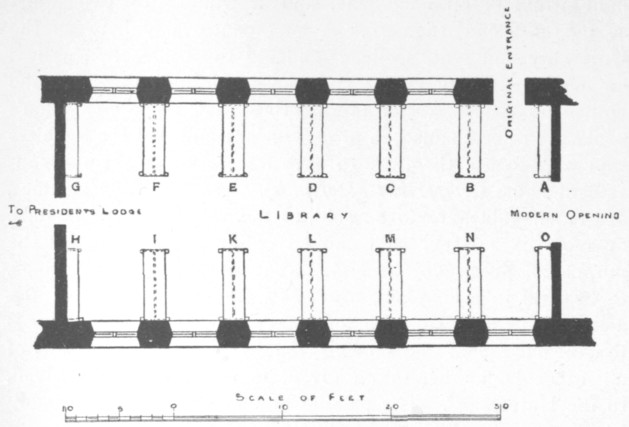 ORIGINAL ENTRANCE
G F E D C B A
TO PRESIDENTS LODGE LIBRARY MODERN OPENING
H I K L M N O
SCALE OF FEET
10 5 0 10 20 30